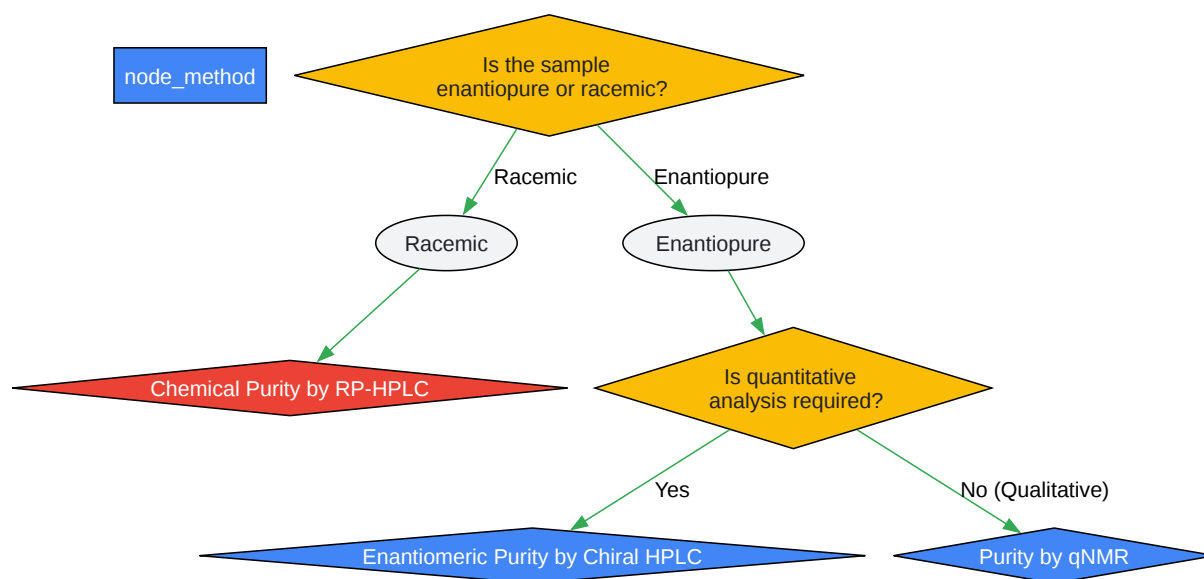 node_method
Is the sample
enantiopure or racemic?
Racemic
Enantiopure
Racemic
Enantiopure
Chemical Purity by RP-HPLC
Is quantitative
analysis required?
Yes
No (Qualitative)
Enantiomeric Purity by Chiral HPLC
Purity by qNMR